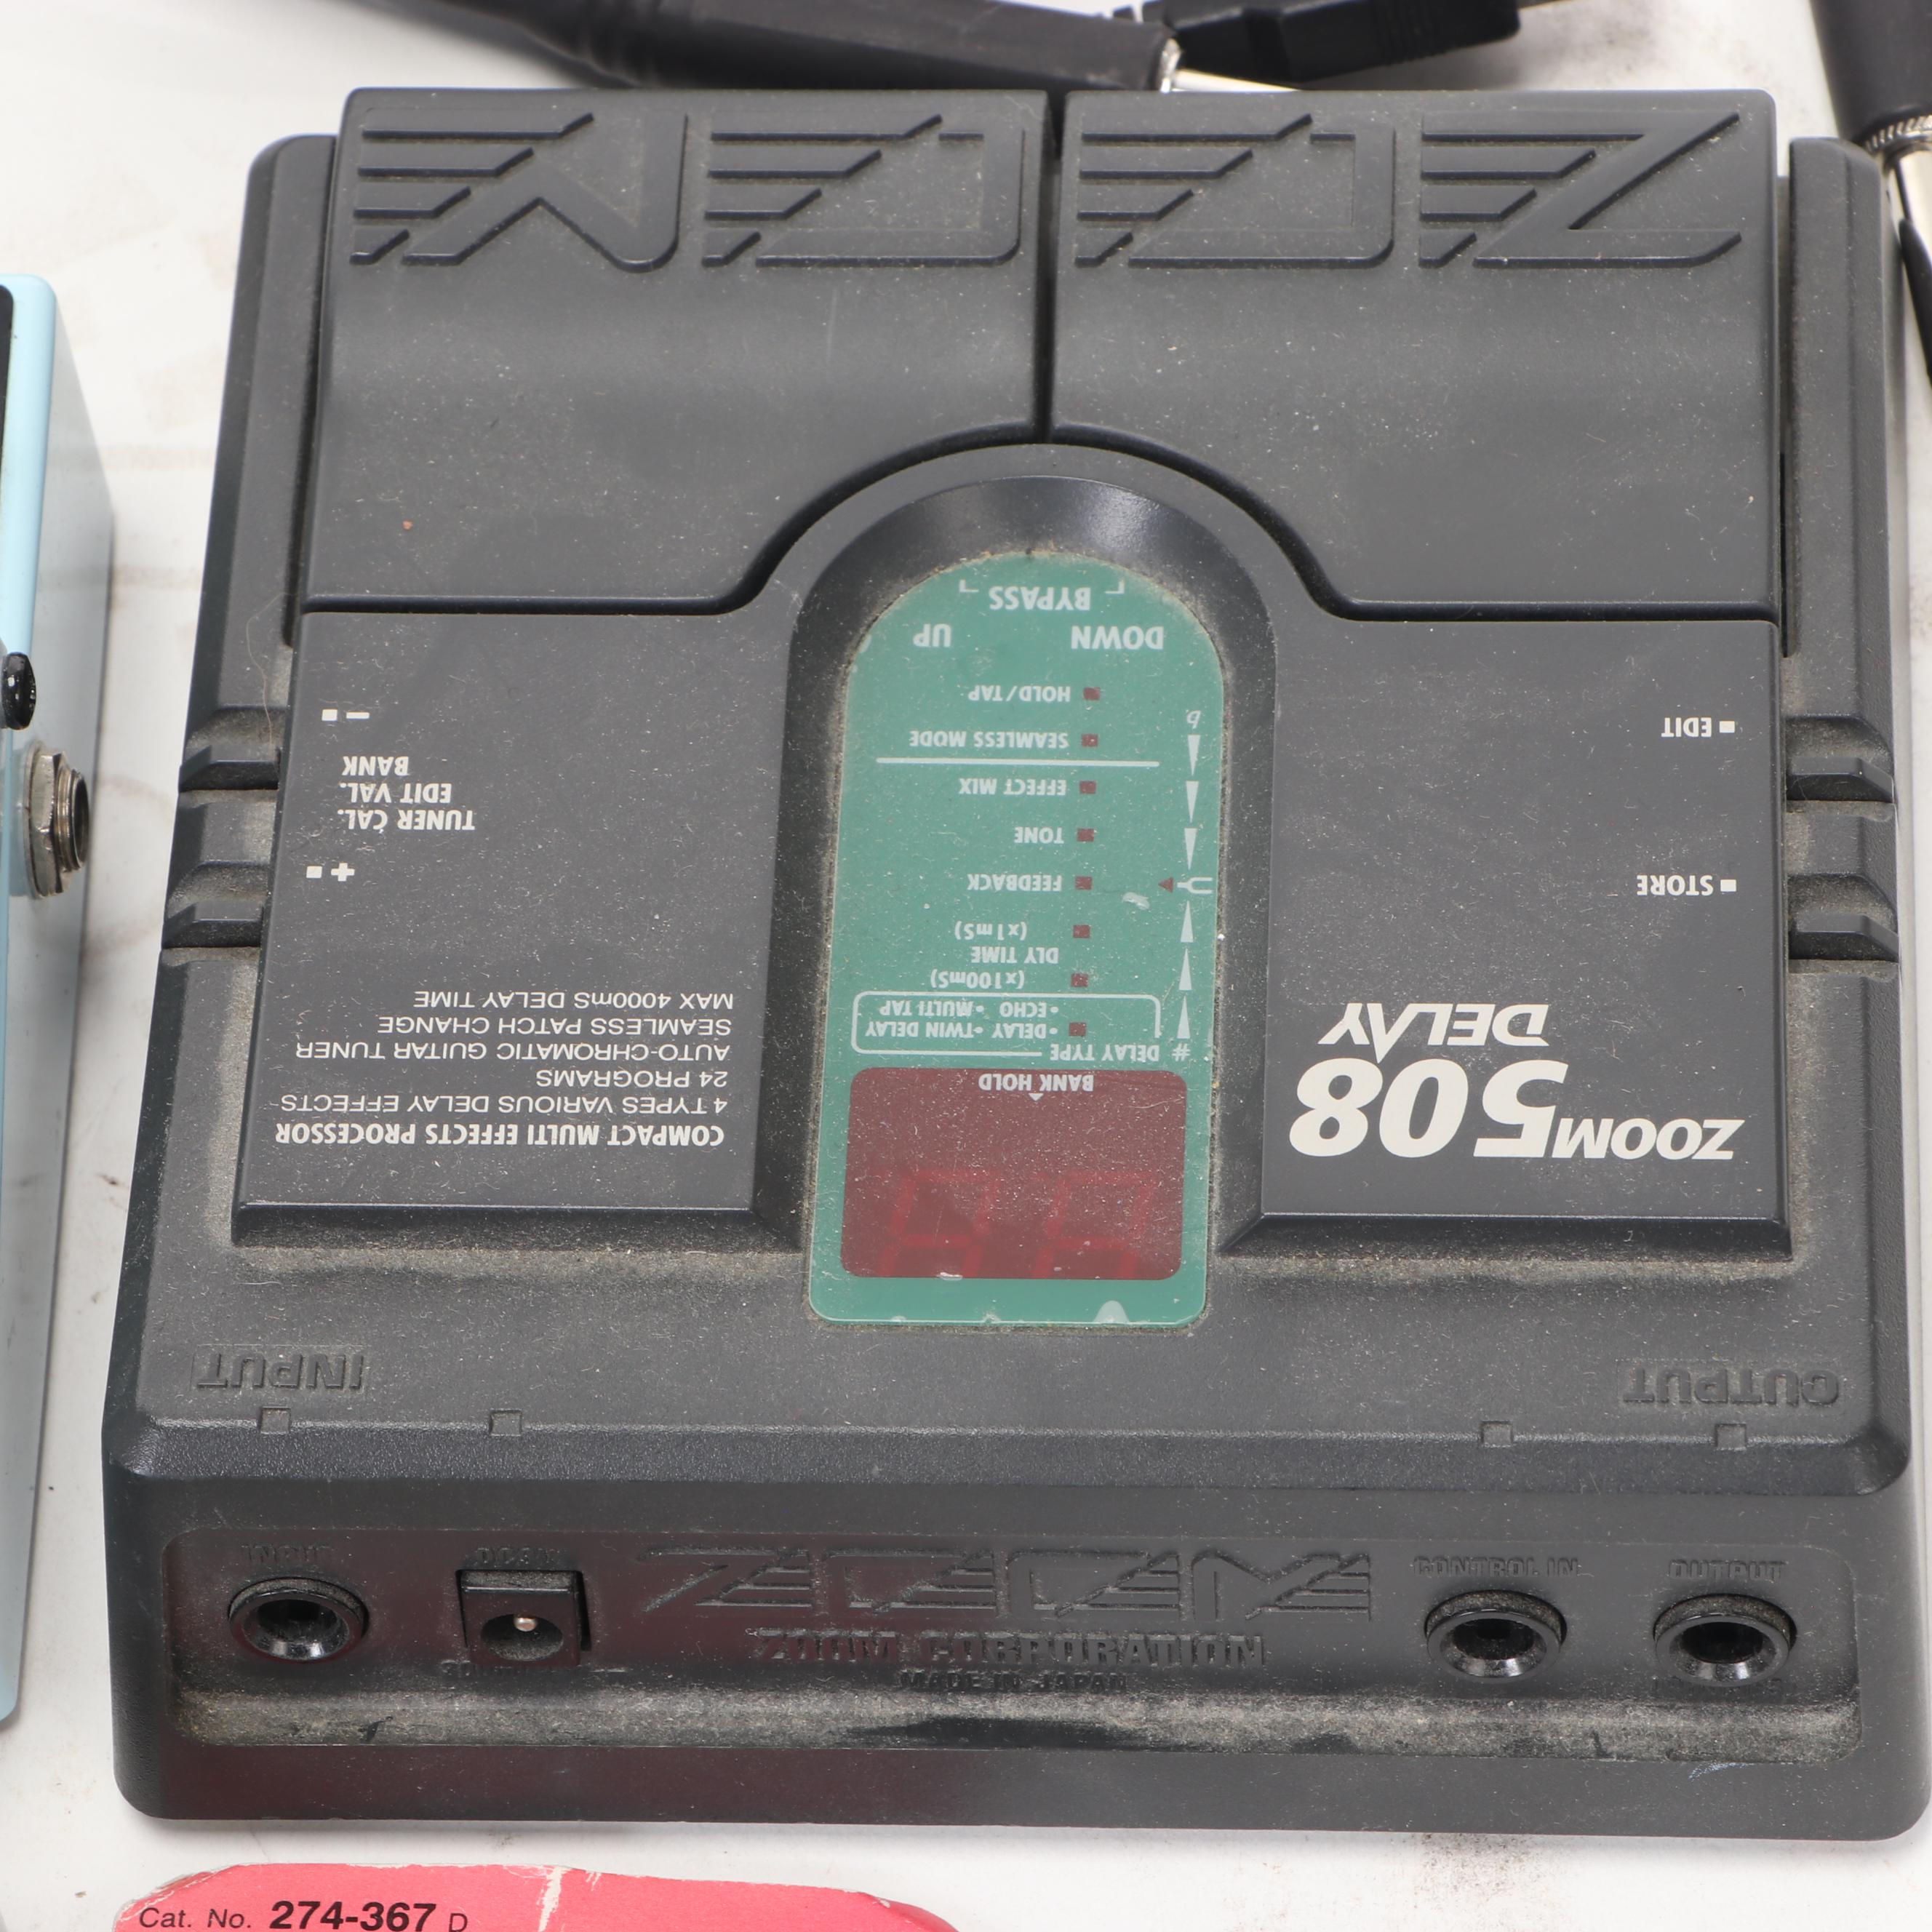 ZOOM
BYPASS
DOWN UP
HOLD/TAP
SEAMLESS MODE
EFFECT MIX
TONE
FEEDBACK
(x1mS)
DLY TIME
(x100mS)
•ECHO •MULTI TAP
•DELAY •TWIN DELAY
# DELAY TYPE
b
BANK HOLD
EDIT
STORE
ZOOM 508
DELAY
–
BANK
EDIT VAL.
TUNER CAL.
+
COMPACT MULTI EFFECTS PROCESSOR
4 TYPES VARIOUS DELAY EFFECTS
24 PROGRAMS
AUTO-CHROMATIC GUITAR TUNER
SEAMLESS PATCH CHANGE
MAX 4000mS DELAY TIME
INPUT
OUTPUT
INPUT
DC9V
ZOOM
ZOOM CORPORATION
MADE IN JAPAN
CONTROL IN
OUTPUT
Cat. No. 274-367 D